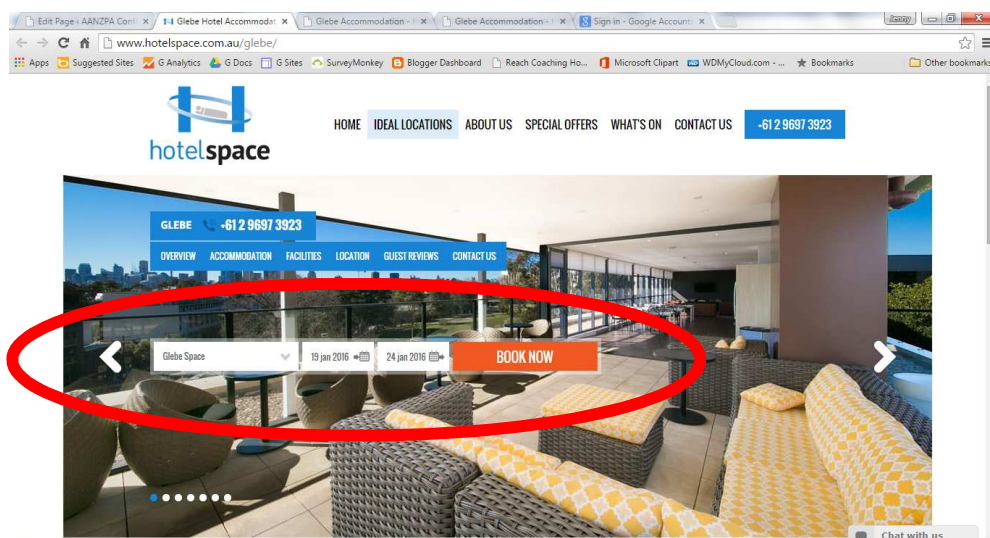 Edit Page ‹ AANZPA Conf
Glebe Hotel Accommodat
Glebe Accommodation -
Glebe Accommodation -
Sign in - Google Accounts
Jenny
www.hotelspace.com.au/glebe/
Apps Suggested Sites G Analytics G Docs G Sites SurveyMonkey Blogger Dashboard Reach Coaching Ho... Microsoft Clipart WDMyCloud.com - ... Bookmarks Other bookmarks
hotelspace
HOME IDEAL LOCATIONS ABOUT US SPECIAL OFFERS WHAT'S ON CONTACT US +61 2 9697 3923
GLEBE +61 2 9697 3923
OVERVIEW ACCOMMODATION FACILITIES LOCATION GUEST REVIEWS CONTACT US
Glebe Space 19 jan 2016 24 jan 2016 BOOK NOW
Chat with us